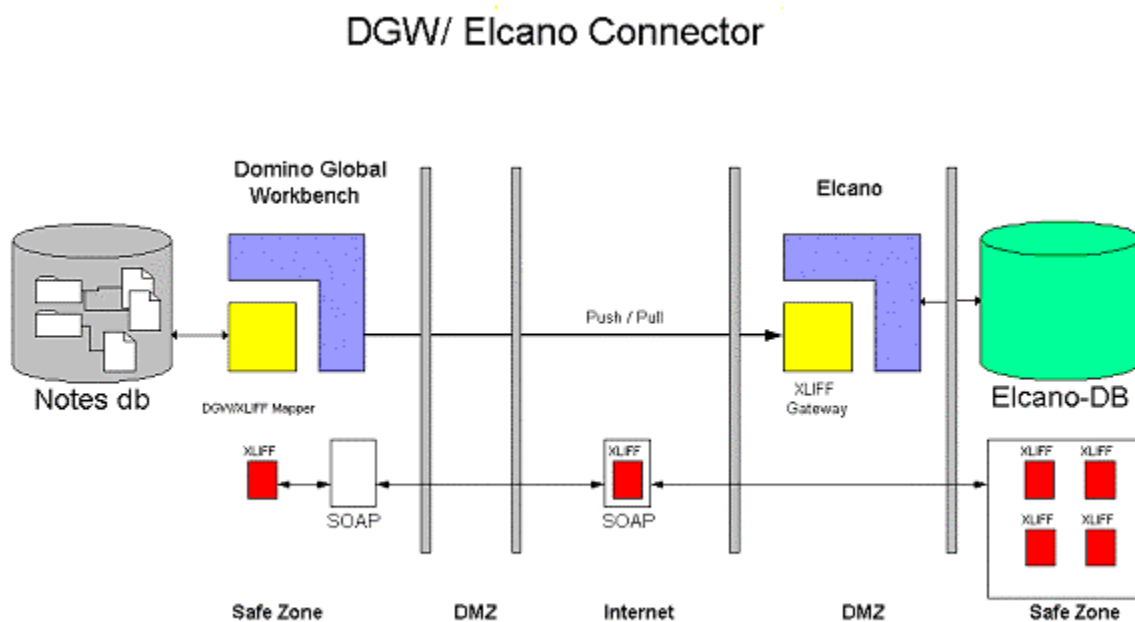 DGW/ Elcano Connector
Domino Global
Workbench
Elcano
Push / Pull
Notes db
DGW/XLIFF Mapper
XLIFF
Gateway
Elcano-DB
XLIFF
SOAP
XLIFF
SOAP
XLIFF
XLIFF
XLIFF
XLIFF
Safe Zone
DMZ
Internet
DMZ
Safe Zone